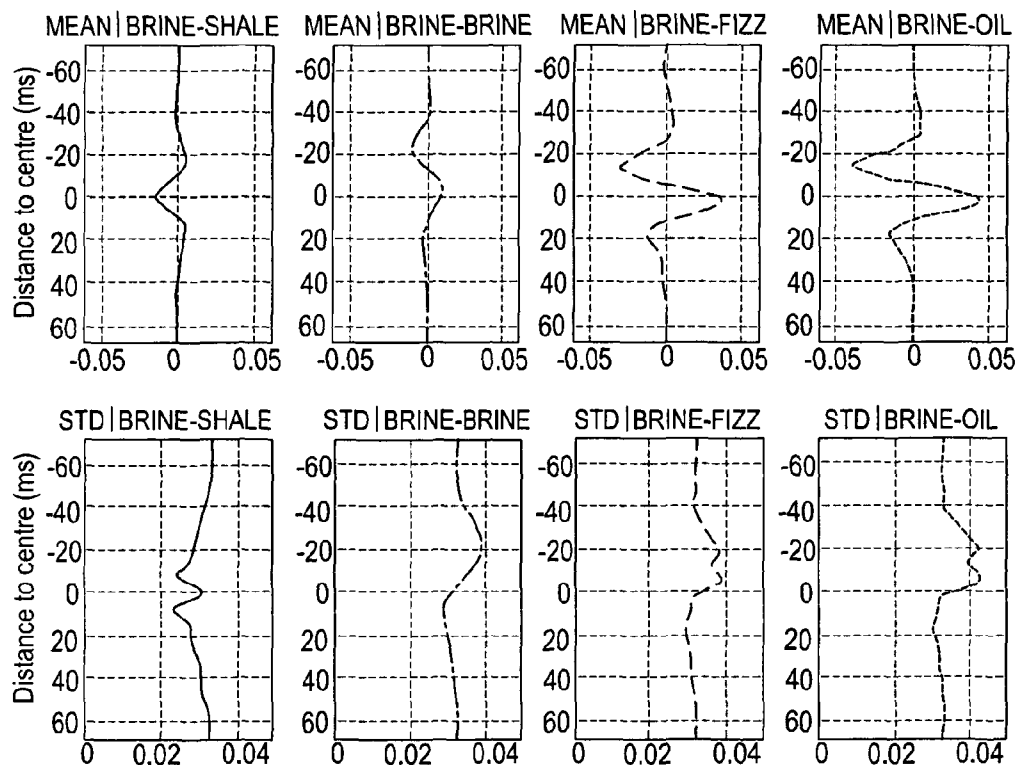 MEAN|BRINE-SHALE MEAN|BRINE-BRINE MEAN|BRINE-FIZZ MEAN|BRINE-OIL
Distance to centre (ms)
-60 -60 -60 -60
-40 -40 -40 -40
-20 -20 -20 -20
0 0 0 0
20 20 20 20
40 40 40 40
60 60 60 60
-0.05 0 0.05 -0.05 0 0.05 -0.05 0 0.05 -0.05 0 0.05
STD|BRINE-SHALE STD|BRINE-BRINE STD|BRINE-FIZZ STD|BRINE-OIL
Distance to centre (ms)
-60 -60 -60 -60
-40 -40 -40 -40
-20 -20 -20 -20
0 0 0 0
20 20 20 20
40 40 40 40
60 60 60 60
0 0.02 0.04 0 0.02 0.04 0 0.02 0.04 0 0.02 0.04